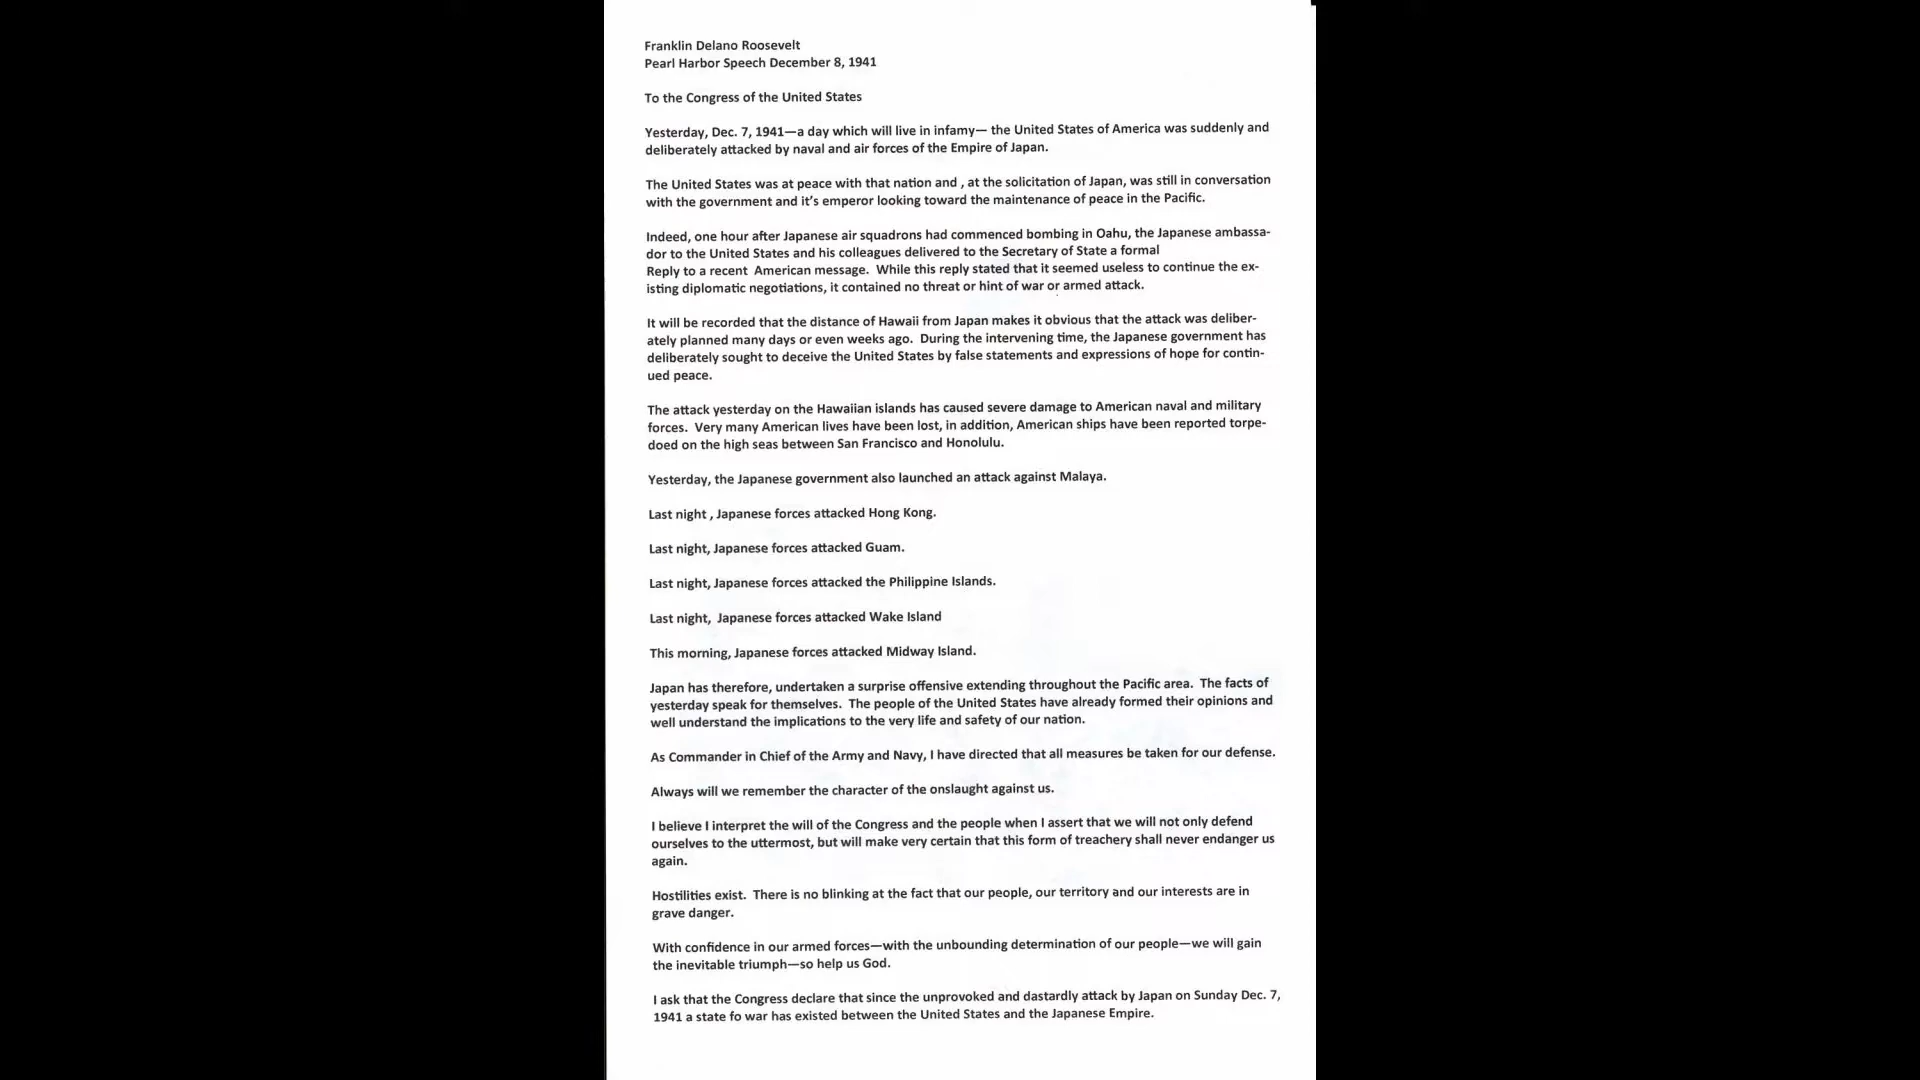 Franklin Delano Roosevelt
Pearl Harbor Speech December 8, 1941
To the Congress of the United States
Yesterday, Dec. 7, 1941—a day which will live in infamy— the United States of America was suddenly and
deliberately attacked by naval and air forces of the Empire of Japan.
The United States was at peace with that nation and , at the solicitation of Japan, was still in conversation
with the government and it's emperor looking toward the maintenance of peace in the Pacific.
Indeed, one hour after Japanese air squadrons had commenced bombing in Oahu, the Japanese ambassa-
dor to the United States and his colleagues delivered to the Secretary of State a formal
Reply to a recent  American message.  While this reply stated that it seemed useless to continue the ex-
isting diplomatic negotiations, it contained no threat or hint of war or armed attack.
It will be recorded that the distance of Hawaii from Japan makes it obvious that the attack was deliber-
ately planned many days or even weeks ago.  During the intervening time, the Japanese government has
deliberately sought to deceive the United States by false statements and expressions of hope for contin-
ued peace.
The attack yesterday on the Hawaiian islands has caused severe damage to American naval and military
forces.  Very many American lives have been lost, in addition, American ships have been reported torpe-
doed on the high seas between San Francisco and Honolulu.
Yesterday, the Japanese government also launched an attack against Malaya.
Last night , Japanese forces attacked Hong Kong.
Last night, Japanese forces attacked Guam.
Last night, Japanese forces attacked the Philippine Islands.
Last night,  Japanese forces attacked Wake Island
This morning, Japanese forces attacked Midway Island.
Japan has therefore, undertaken a surprise offensive extending throughout the Pacific area.  The facts of
yesterday speak for themselves.  The people of the United States have already formed their opinions and
well understand the implications to the very life and safety of our nation.
As Commander in Chief of the Army and Navy, I have directed that all measures be taken for our defense.
Always will we remember the character of the onslaught against us.
I believe I interpret the will of the Congress and the people when I assert that we will not only defend
ourselves to the uttermost, but will make very certain that this form of treachery shall never endanger us
again.
Hostilities exist.  There is no blinking at the fact that our people, our territory and our interests are in
grave danger.
With confidence in our armed forces—with the unbounding determination of our people—we will gain
the inevitable triumph—so help us God.
I ask that the Congress declare that since the unprovoked and dastardly attack by Japan on Sunday Dec. 7,
1941 a state fo war has existed between the United States and the Japanese Empire.